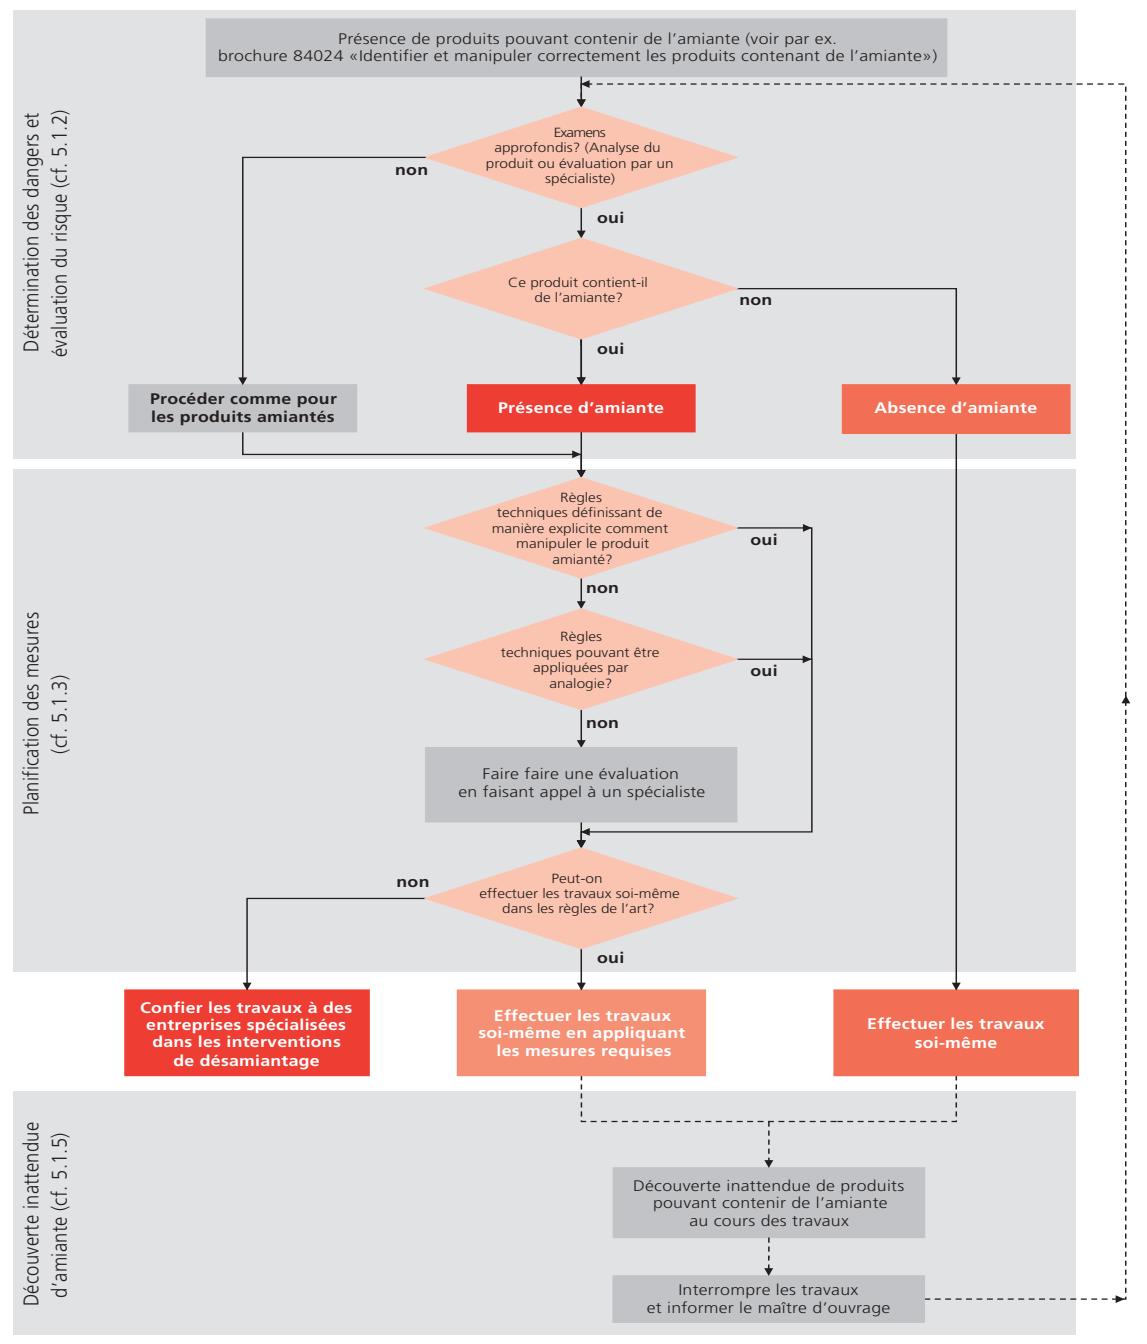 Présence de produits pouvant contenir de l’amiante (voir par ex.
brochure 84024 «Identifier et manipuler correctement les produits contenant de l’amiante»)
Détermination des dangers et
évaluation du risque (cf. 5.1.2)
Examens
approfondis? (Analyse du
produit ou évaluation par un
spécialiste)
non
oui
Ce produit contient-il
de l’amiante?
non
oui
Procéder comme pour
les produits amiantés
Présence d’amiante
Absence d’amiante
Planification des mesures
(cf. 5.1.3)
Règles
techniques définissant de
manière explicite comment
manipuler le produit
amianté?
oui
non
Règles
techniques pouvant être
appliquées par
analogie?
oui
non
Faire faire une évaluation
en faisant appel à un spécialiste
Peut-on
effectuer les travaux soi-même
dans les règles de l’art?
non
oui
Confier les travaux à des
entreprises spécialisées
dans les interventions
de désamiantage
Effectuer les travaux
soi-même en appliquant
les mesures requises
Effectuer les travaux
soi-même
Découverte inattendue
d’amiante (cf. 5.1.5)
Découverte inattendue de produits
pouvant contenir de l’amiante
au cours des travaux
Interrompre les travaux
et informer le maître d’ouvrage